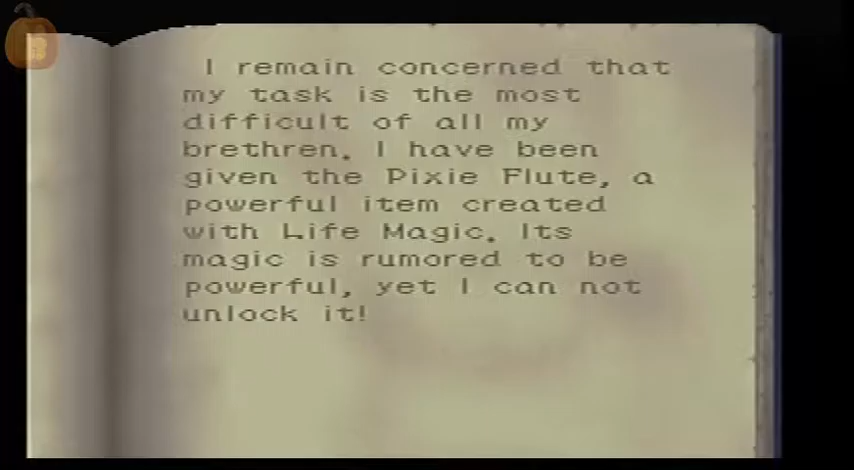 I remain concerned that
my task is the most
difficult of all my
brethren. I have been
given the Pixie Flute, a
powerful item created
with Life Magic. Its
magic is rumored to be
powerful, yet I can not
unlock it!